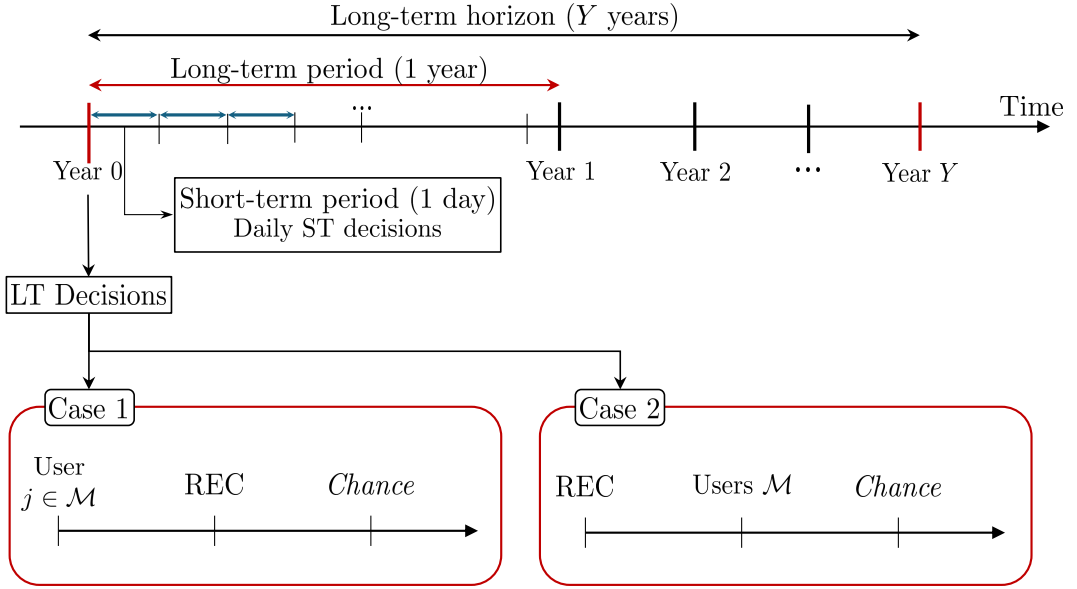 Long-term horizon (Y years)
Long-term period (1 year)
...
Time
Year 0
Year 1
Year 2
...
Year Y
Short-term period (1 day)
Daily ST decisions
LT Decisions
Case 1
Case 2
User
j ∈ ℳ
REC
Chance
REC
Users ℳ
Chance